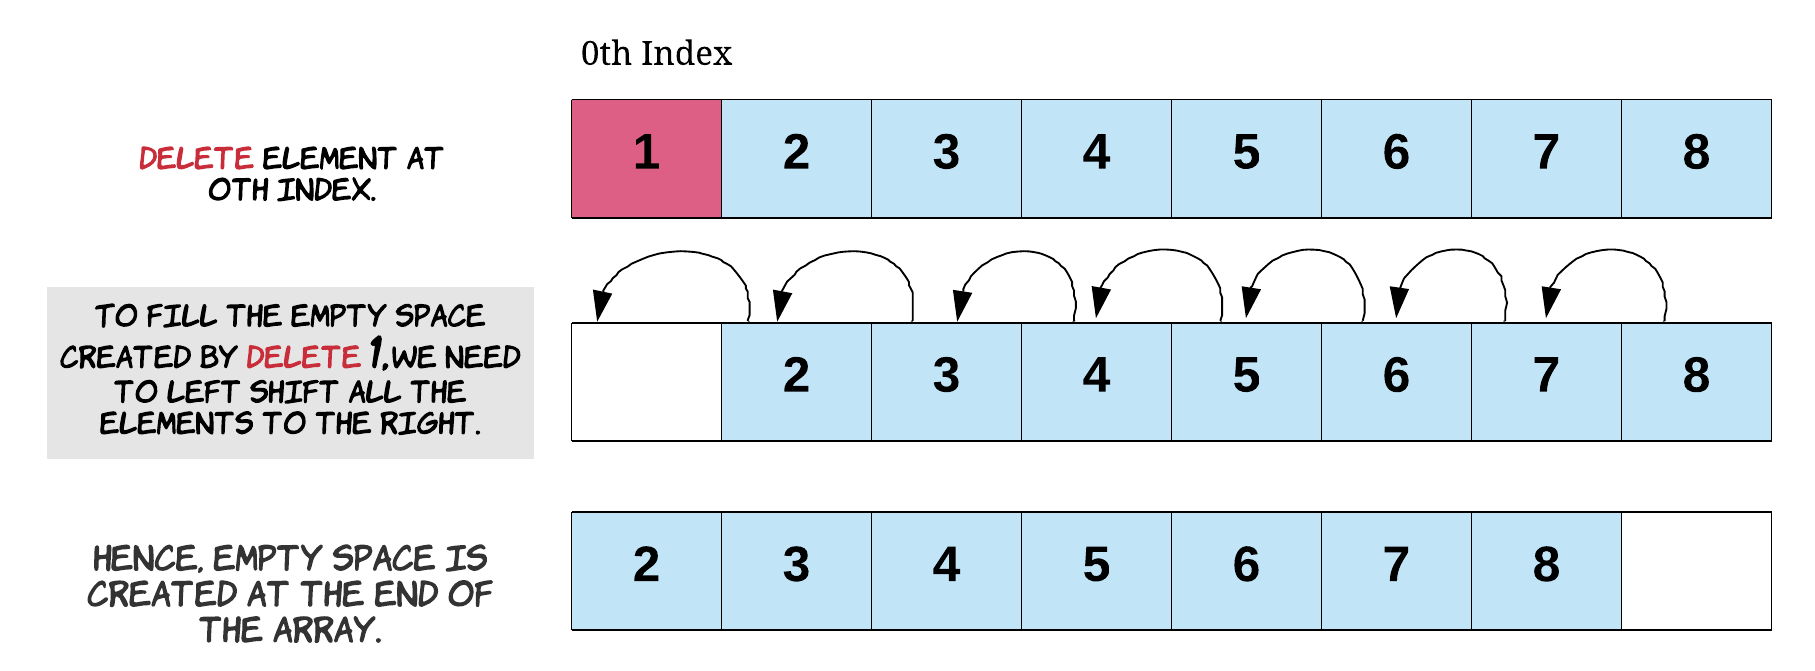 0th Index
DELETE ELEMENT AT
0TH INDEX.
1 2 3 4 5 6 7 8
TO FILL THE EMPTY SPACE
CREATED BY DELETE 1,WE NEED
TO LEFT SHIFT ALL THE
ELEMENTS TO THE RIGHT.
2 3 4 5 6 7 8
HENCE, EMPTY SPACE IS
CREATED AT THE END OF
THE ARRAY.
2 3 4 5 6 7 8